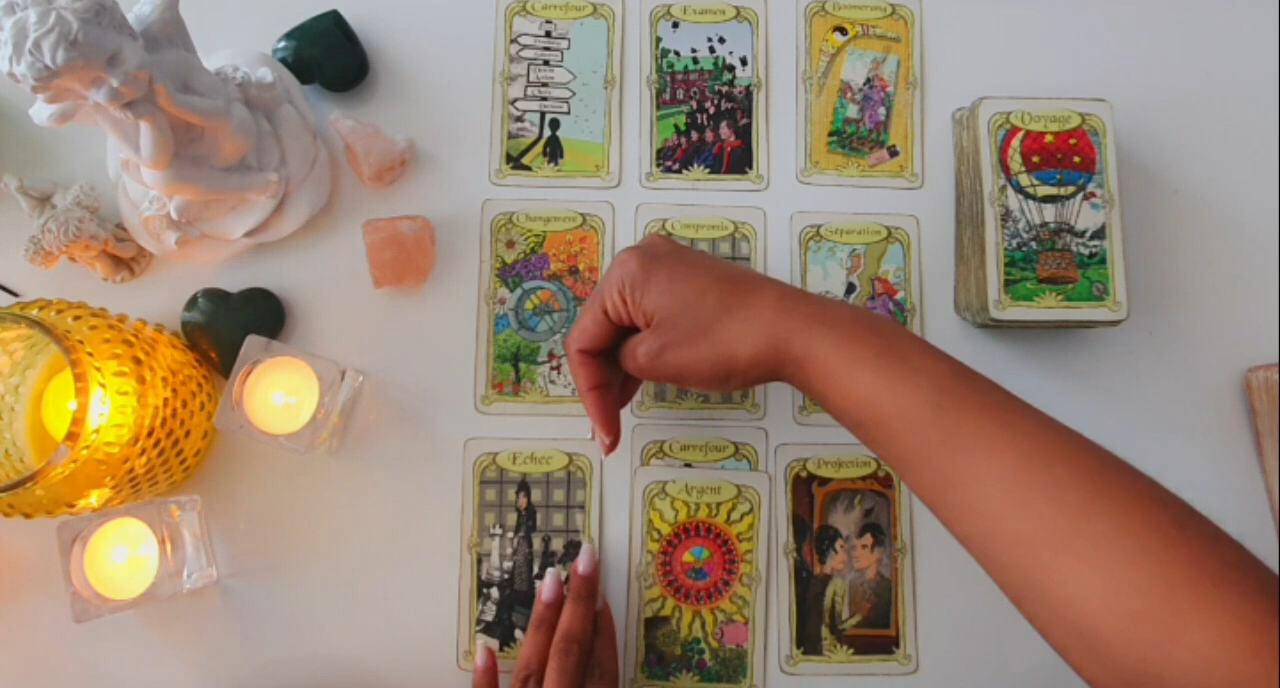 Carrefour
Examen
Boomerang
Voyage
Changement
Compromis
Séparation
Echec
Carrefour
Argent
Projection